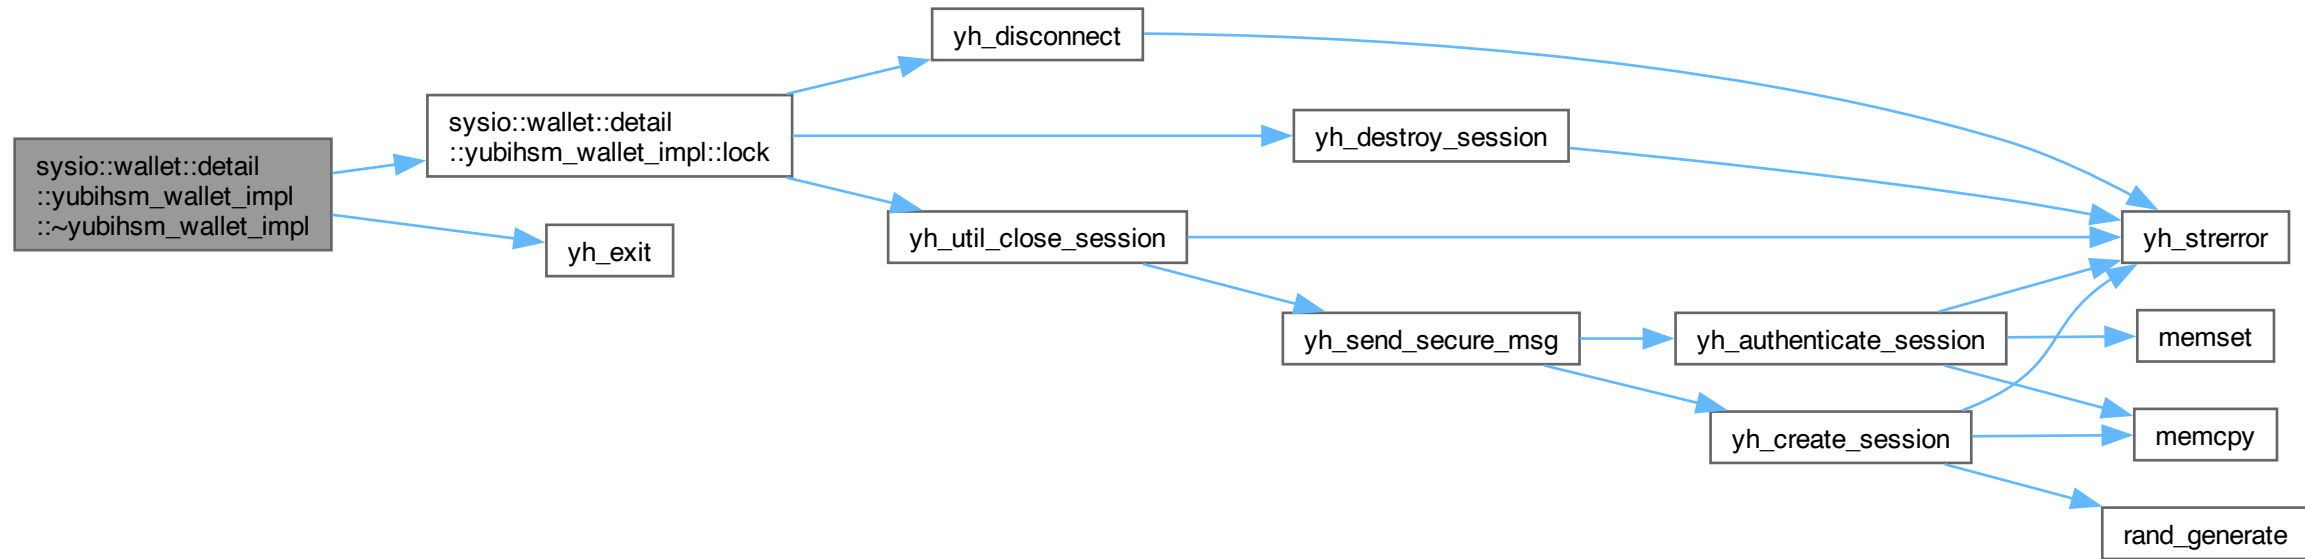 sysio::wallet::detail
::yubihsm_wallet_impl
::~yubihsm_wallet_impl
sysio::wallet::detail
::yubihsm_wallet_impl::lock
yh_exit
yh_disconnect
yh_destroy_session
yh_util_close_session
yh_send_secure_msg
yh_authenticate_session
yh_create_session
yh_strerror
memset
memcpy
rand_generate